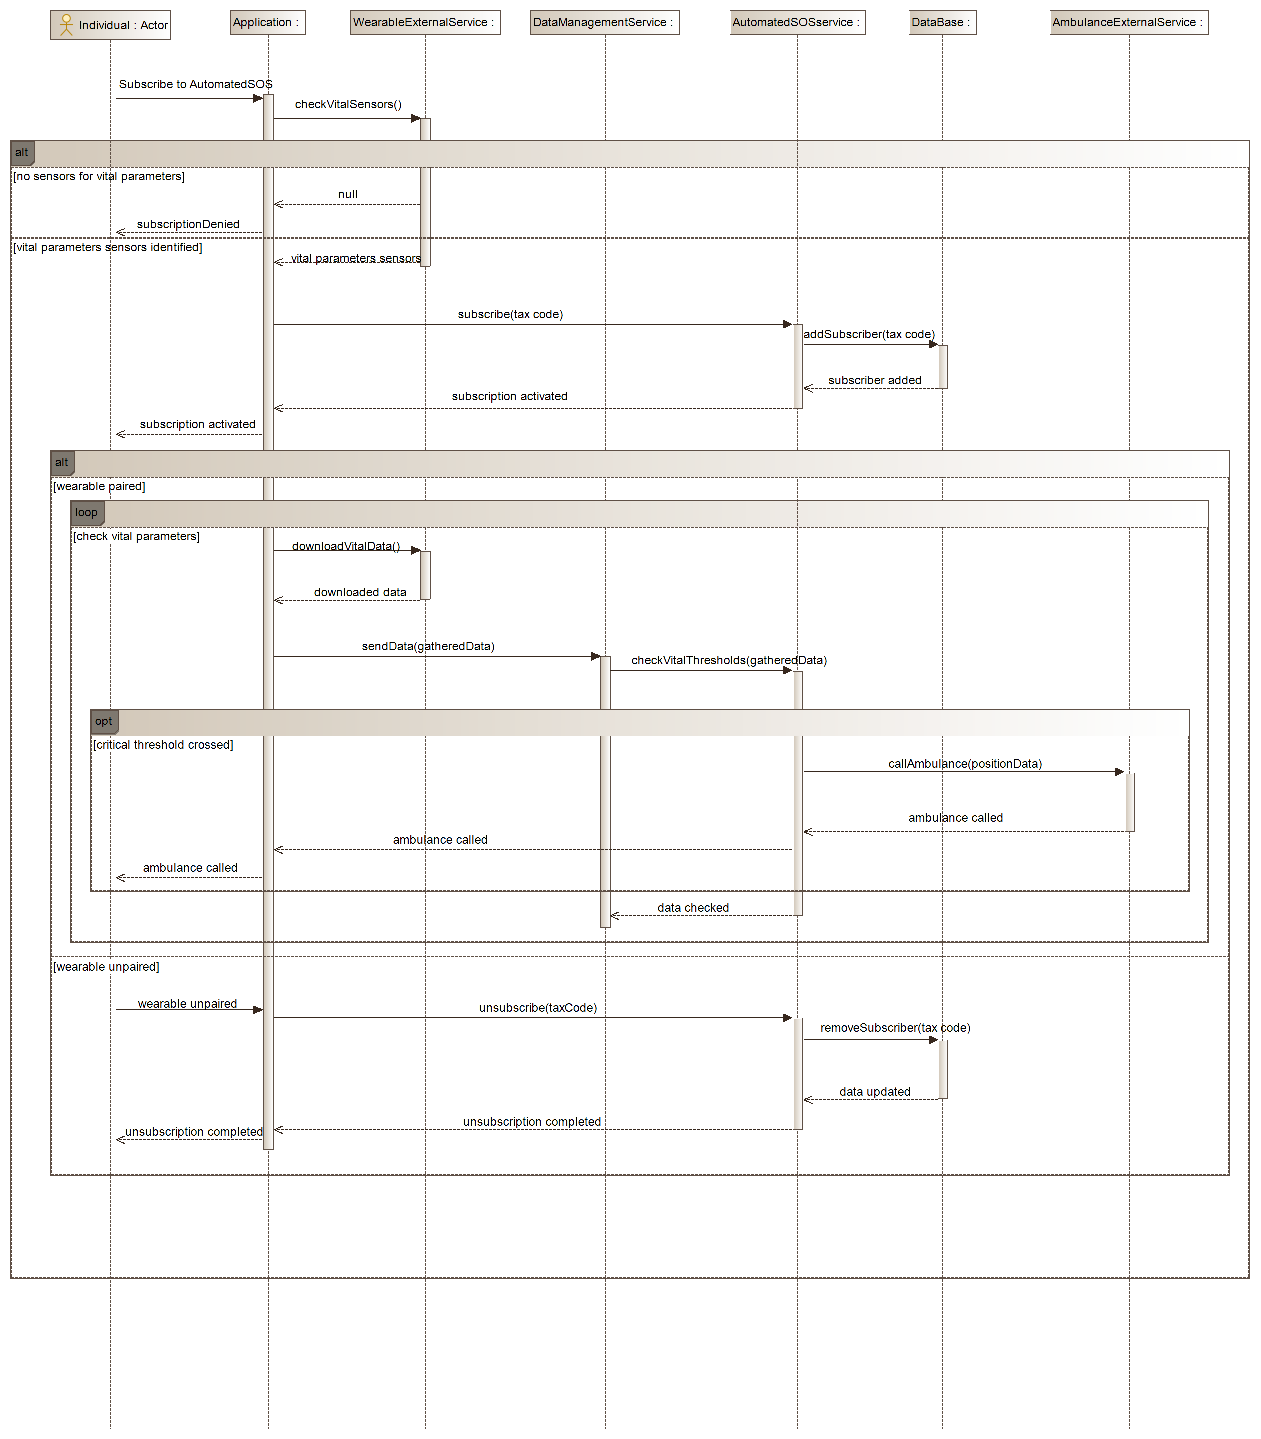 Individual : Actor
Application :
WearableExternalService :
DataManagementService :
AutomatedSOSservice :
DataBase :
AmbulanceExternalService :
Subscribe to AutomatedSOS
checkVitalSensors()
alt
[no sensors for vital parameters]
null
subscriptionDenied
[vital parameters sensors identified]
vital parameters sensors
subscribe(tax code)
addSubscriber(tax code)
subscriber added
subscription activated
subscription activated
alt
[wearable paired]
loop
[check vital parameters]
downloadVitalData()
downloaded data
sendData(gatheredData)
checkVitalThresholds(gatheredData)
opt
[critical threshold crossed]
callAmbulance(positionData)
ambulance called
ambulance called
ambulance called
data checked
[wearable unpaired]
wearable unpaired
unsubscribe(taxCode)
removeSubscriber(tax code)
data updated
unsubscription completed
unsubscription completed